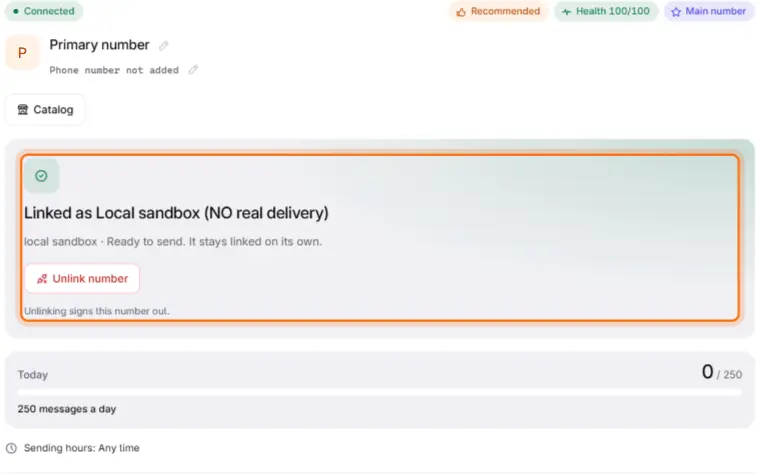 Connected
Recommended
Health 100/100
Main number
P
Primary number
Phone number not added
Catalog
Linked as Local sandbox (NO real delivery)
local sandbox · Ready to send. It stays linked on its own.
Unlink number
Unlinking signs this number out.
Today
0 / 250
250 messages a day
Sending hours: Any time